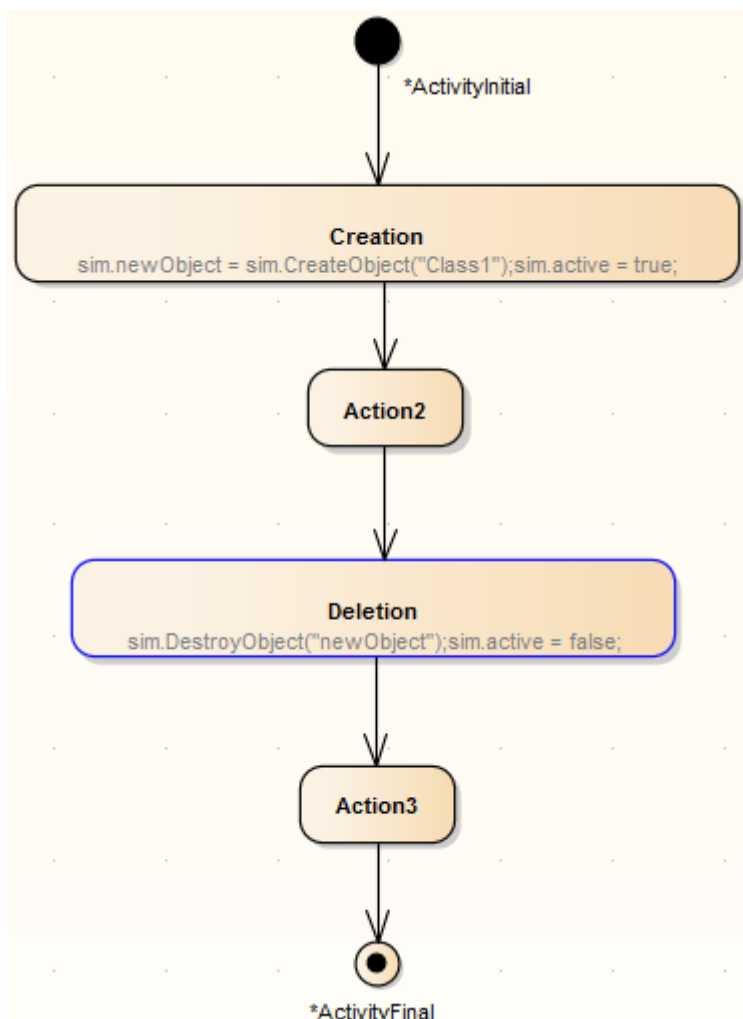 *ActivityInitial
Creation
sim.newObject = sim.CreateObject("Class1");sim.active = true;
Action2
Deletion
sim.DestroyObject("newObject");sim.active = false;
Action3
*ActivityFinal